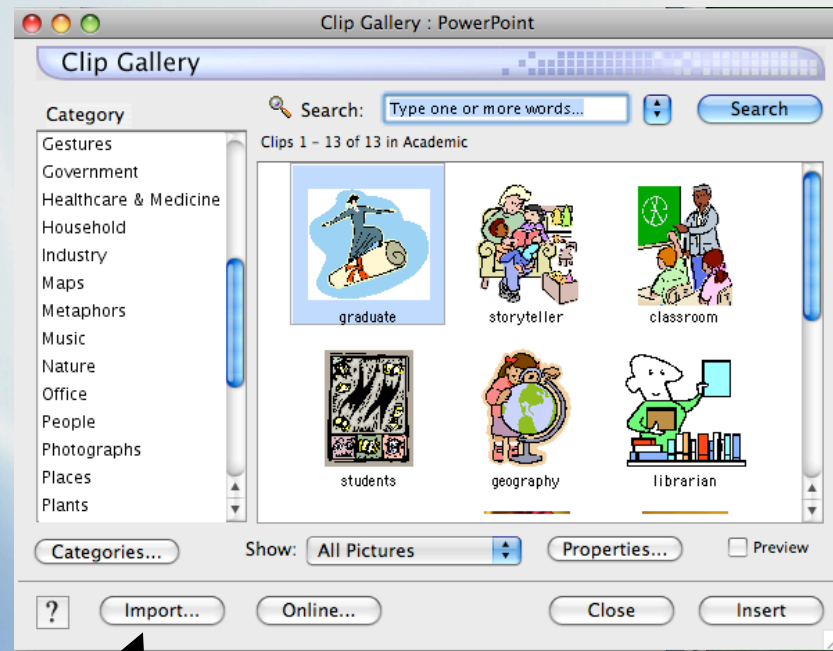 Clip Gallery : PowerPoint
Clip Gallery
Category
Search: Type one or more words... Search
Clips 1 – 13 of 13 in Academic
Gestures
Government
Healthcare & Medicine
Household
Industry
Maps
Metaphors
Music
Nature
Office
People
Photographs
Places
Plants
graduate storyteller classroom
students geography librarian
Categories... Show: All Pictures Properties... Preview
? Import... Online... Close Insert